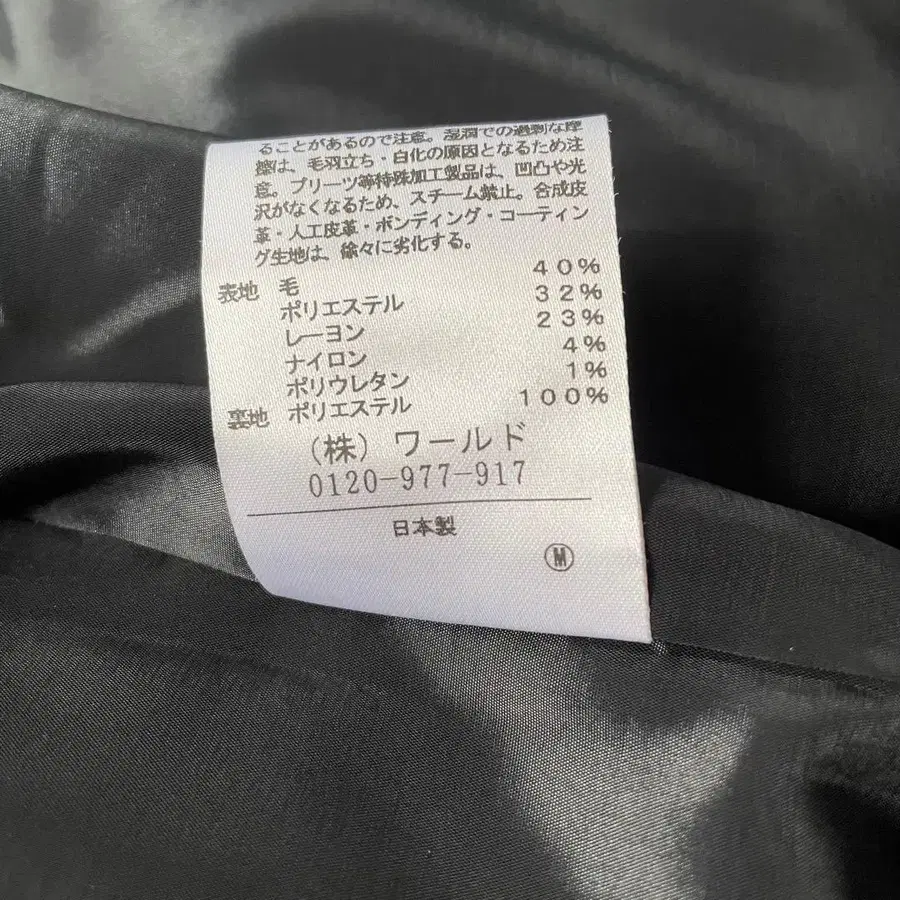 ることがあるので注意。湿潤での過剰な摩
擦は、毛羽立ち・白化の原因となるため注
意。プリーツ等特殊加工製品は、凹凸や光
沢がなくなるため、スチーム禁止。合成皮
革・人工皮革・ボンディング・コーティン
グ生地は、徐々に劣化する。
表地 毛 40%
ポリエステル 32%
レーヨン 23%
ナイロン 4%
ポリウレタン 1%
裏地 ポリエステル 100%
(株) ワールド
0120-977-917
日本製
Ⓜ